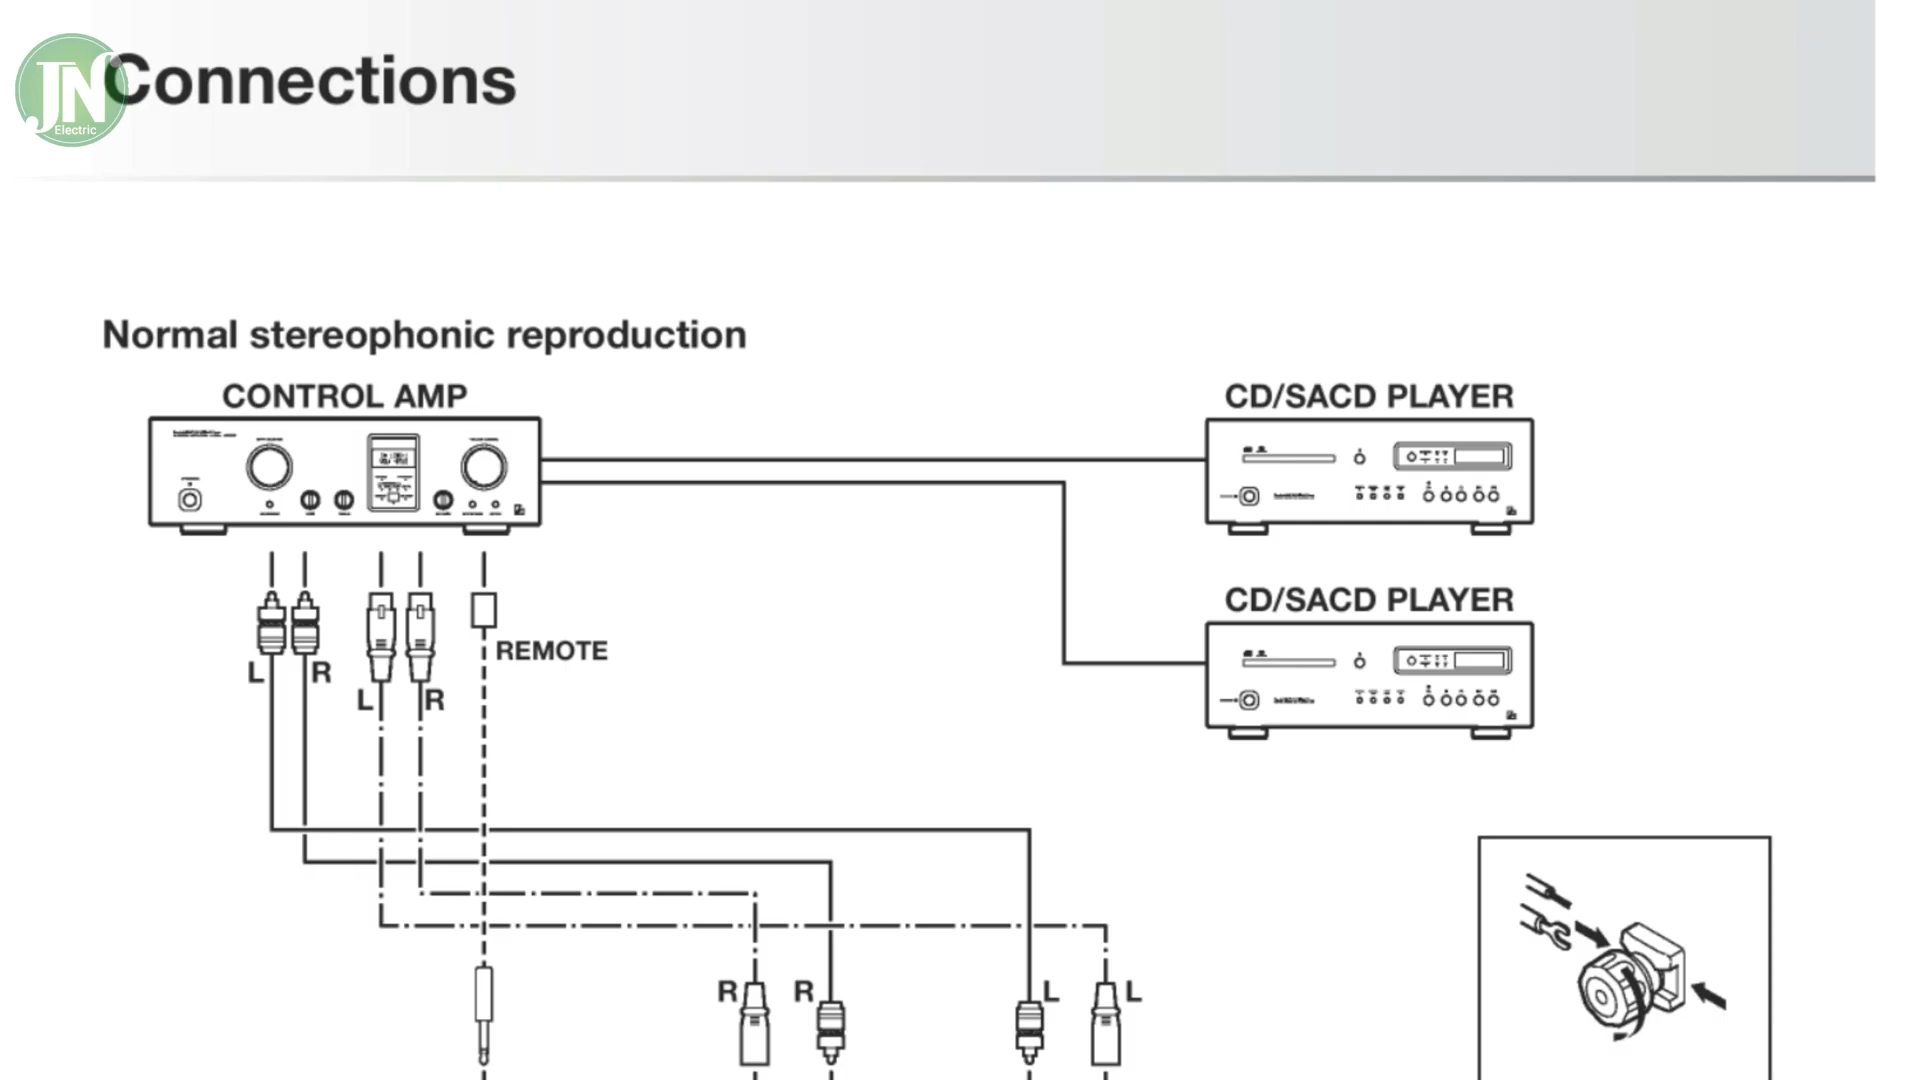 JN
Electric
Connections
Normal stereophonic reproduction
CONTROL AMP
CD/SACD PLAYER
CD/SACD PLAYER
REMOTE
L R
L R
R R L L